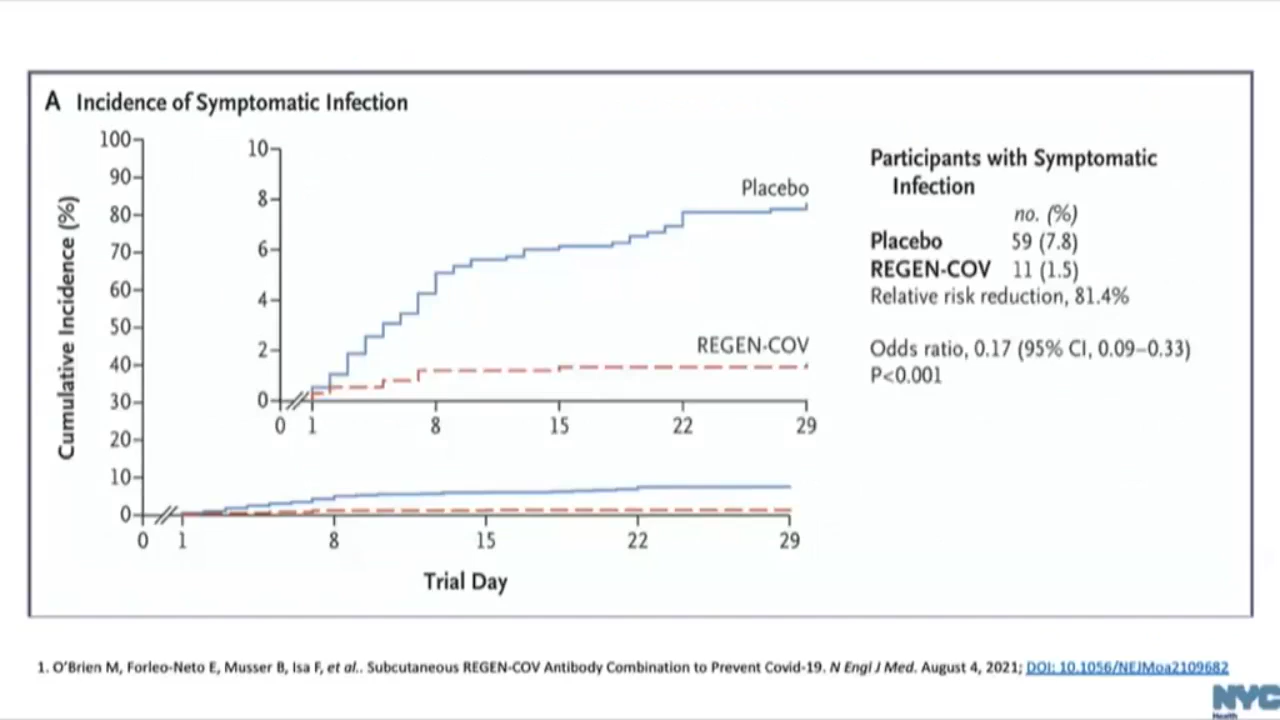 A Incidence of Symptomatic Infection
Cumulative Incidence (%)
100
90
80
70
60
50
40
30
20
10
0
0 1 8 15 22 29
Trial Day
10
8
6
4
2
0
0 1 8 15 22 29
Placebo
REGEN-COV
Participants with Symptomatic
Infection
no. (%)
Placebo 59 (7.8)
REGEN-COV 11 (1.5)
Relative risk reduction, 81.4%
Odds ratio, 0.17 (95% CI, 0.09–0.33)
P<0.001
1. O’Brien M, Forleo-Neto E, Musser B, Isa F, et al.. Subcutaneous REGEN-COV Antibody Combination to Prevent Covid-19. N Engl J Med. August 4, 2021; DOI: 10.1056/NEJMoa2109682
NYC
Health